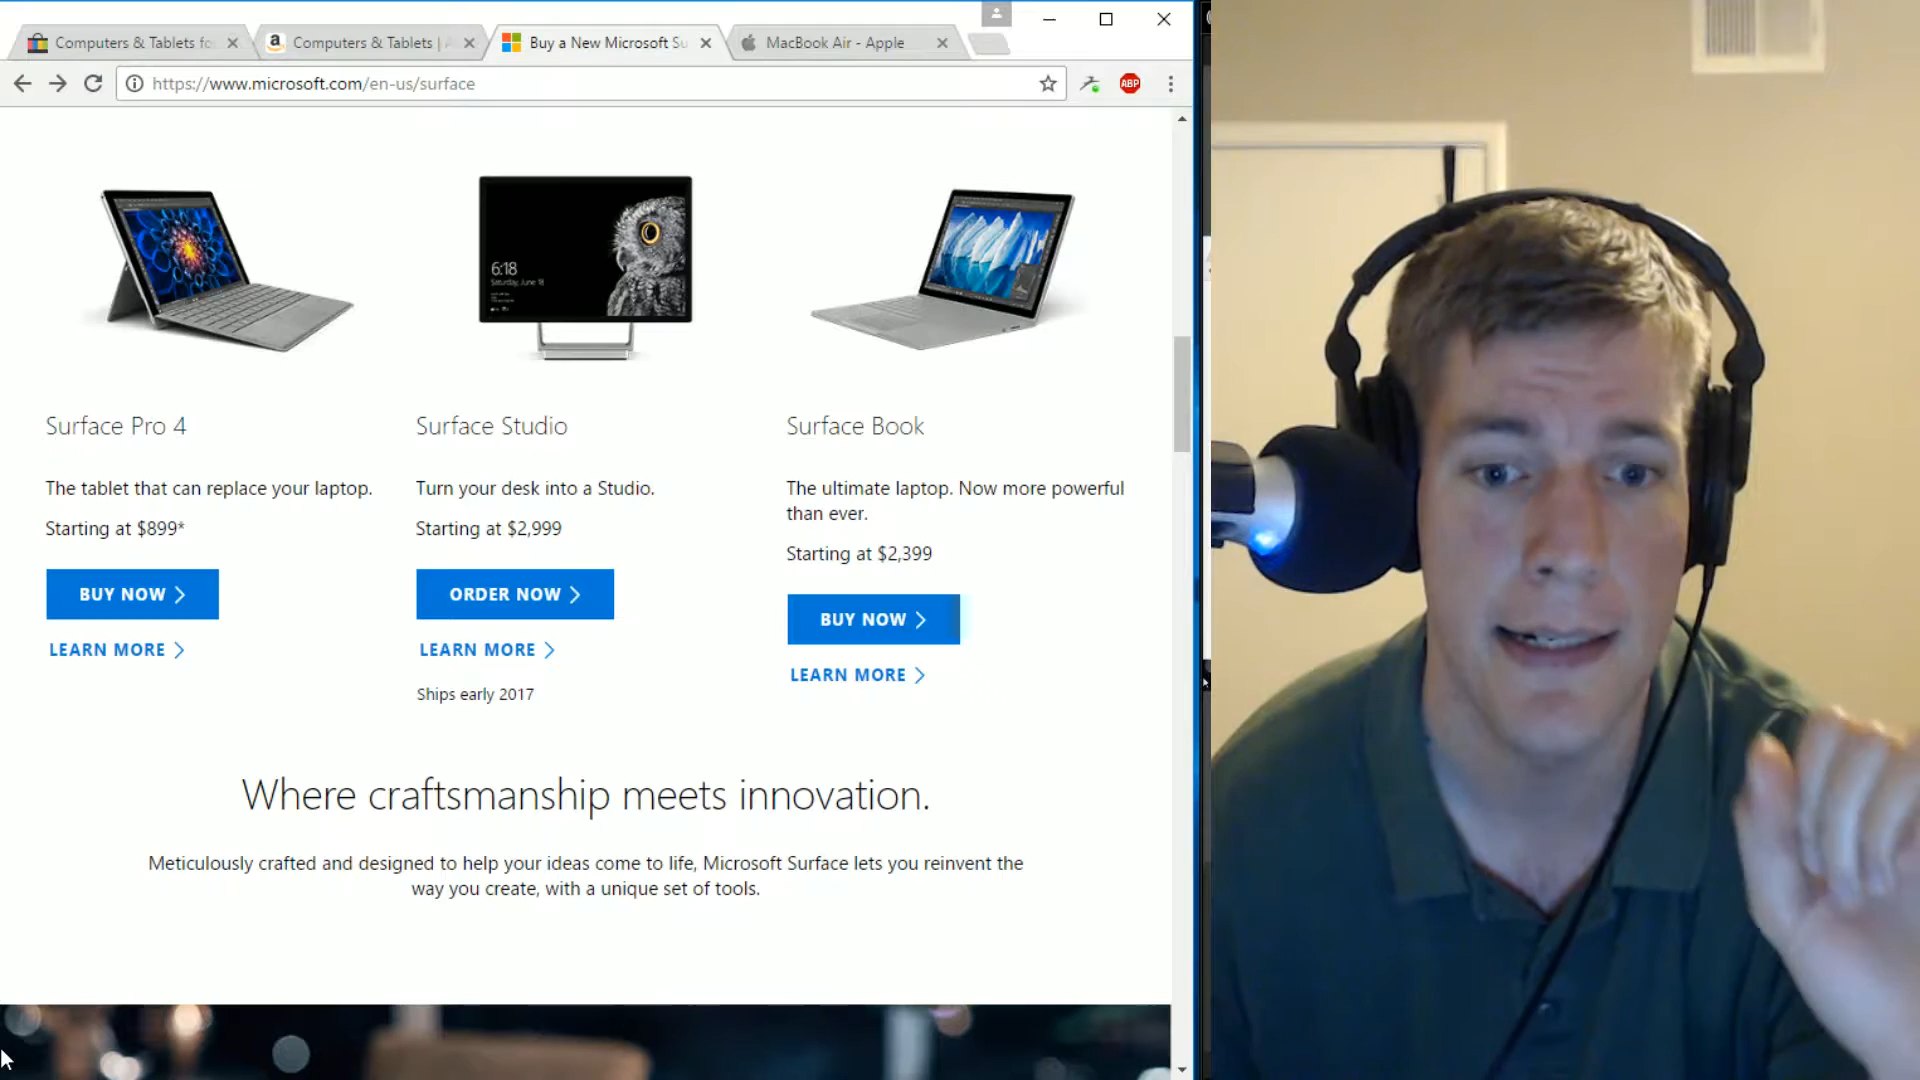 Computers & Tablets fo
Computers & Tablets | A
Buy a New Microsoft Su
MacBook Air - Apple
https://www.microsoft.com/en-us/surface
ABP
6:18
Saturday, June 18
Surface Pro 4
The tablet that can replace your laptop.
Starting at $899*
BUY NOW
LEARN MORE
Surface Studio
Turn your desk into a Studio.
Starting at $2,999
ORDER NOW
LEARN MORE
Ships early 2017
Surface Book
The ultimate laptop. Now more powerful
than ever.
Starting at $2,399
BUY NOW
LEARN MORE
Where craftsmanship meets innovation.
Meticulously crafted and designed to help your ideas come to life, Microsoft Surface lets you reinvent the
way you create, with a unique set of tools.